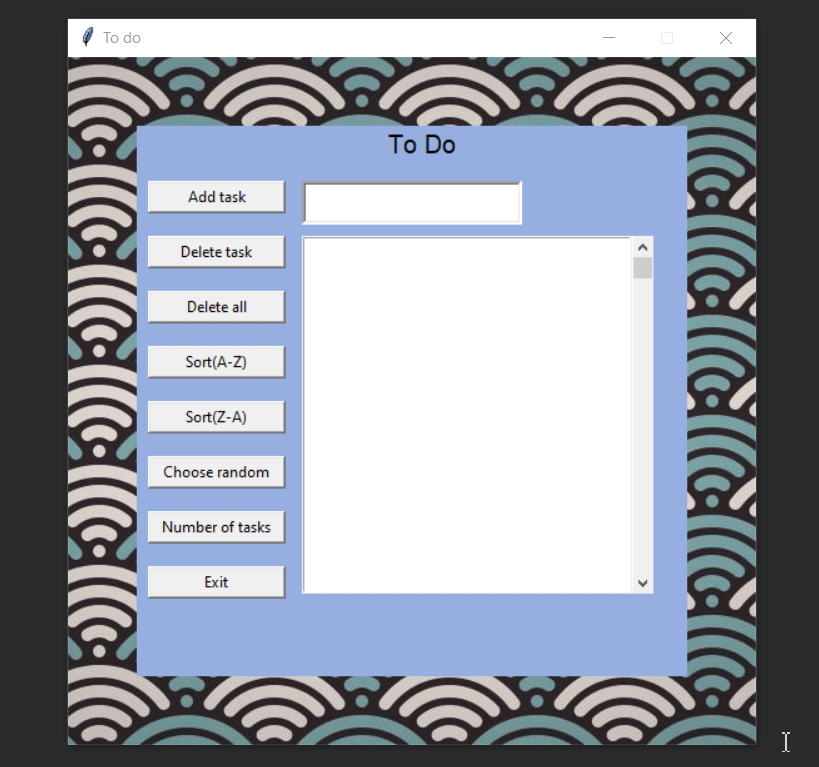 To do
To Do
Add task
Delete task
Delete all
Sort(A-Z)
Sort(Z-A)
Choose random
Number of tasks
Exit